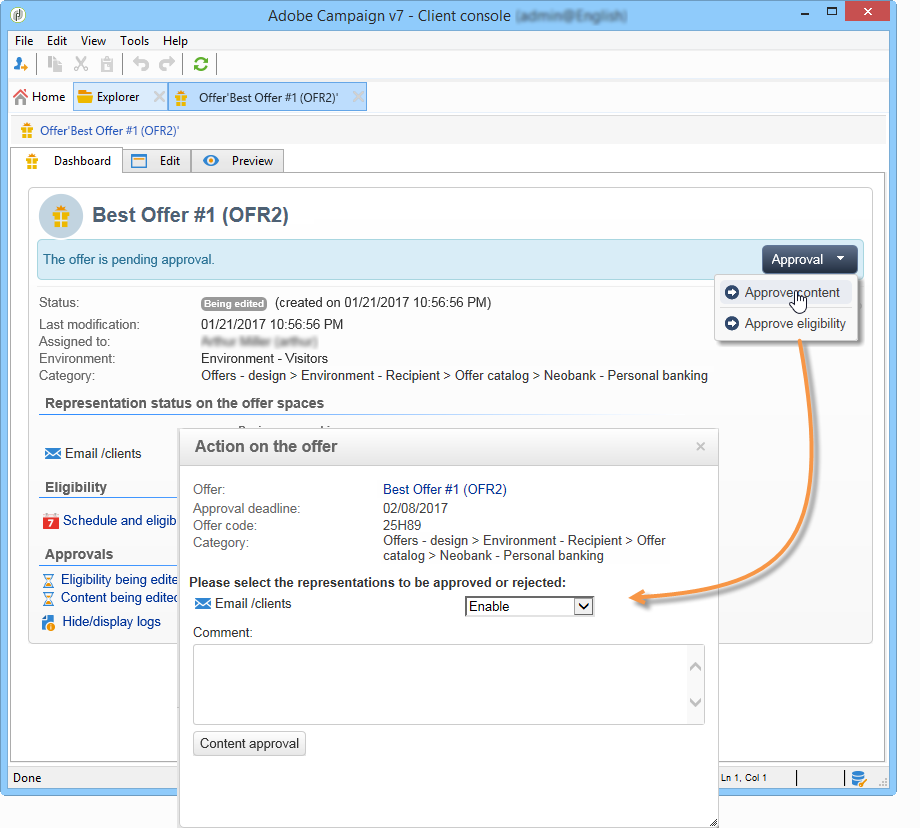 Adobe Campaign v7 - Client console
File Edit View Tools Help
Home Explorer Offer'Best Offer #1 (OFR2)'
Offer'Best Offer #1 (OFR2)'
Dashboard Edit Preview
Best Offer #1 (OFR2)
The offer is pending approval.
Approval
Approve content
Approve eligibility
Status: Being edited (created on 01/21/2017 10:56:56 PM)
Last modification: 01/21/2017 10:56:56 PM
Assigned to:
Environment: Environment - Visitors
Category: Offers - design > Environment - Recipient > Offer catalog > Neobank - Personal banking
Representation status on the offer spaces
Email /clients
Eligibility
7 Schedule and eligib
Approvals
Eligibility being edite
Content being edited
Hide/display logs
Action on the offer
Offer: Best Offer #1 (OFR2)
Approval deadline: 02/08/2017
Offer code: 25H89
Category: Offers - design > Environment - Recipient > Offer
catalog > Neobank - Personal banking
Please select the representations to be approved or rejected:
Email /clients Enable
Comment:
Content approval
Done Ln 1, Col 1